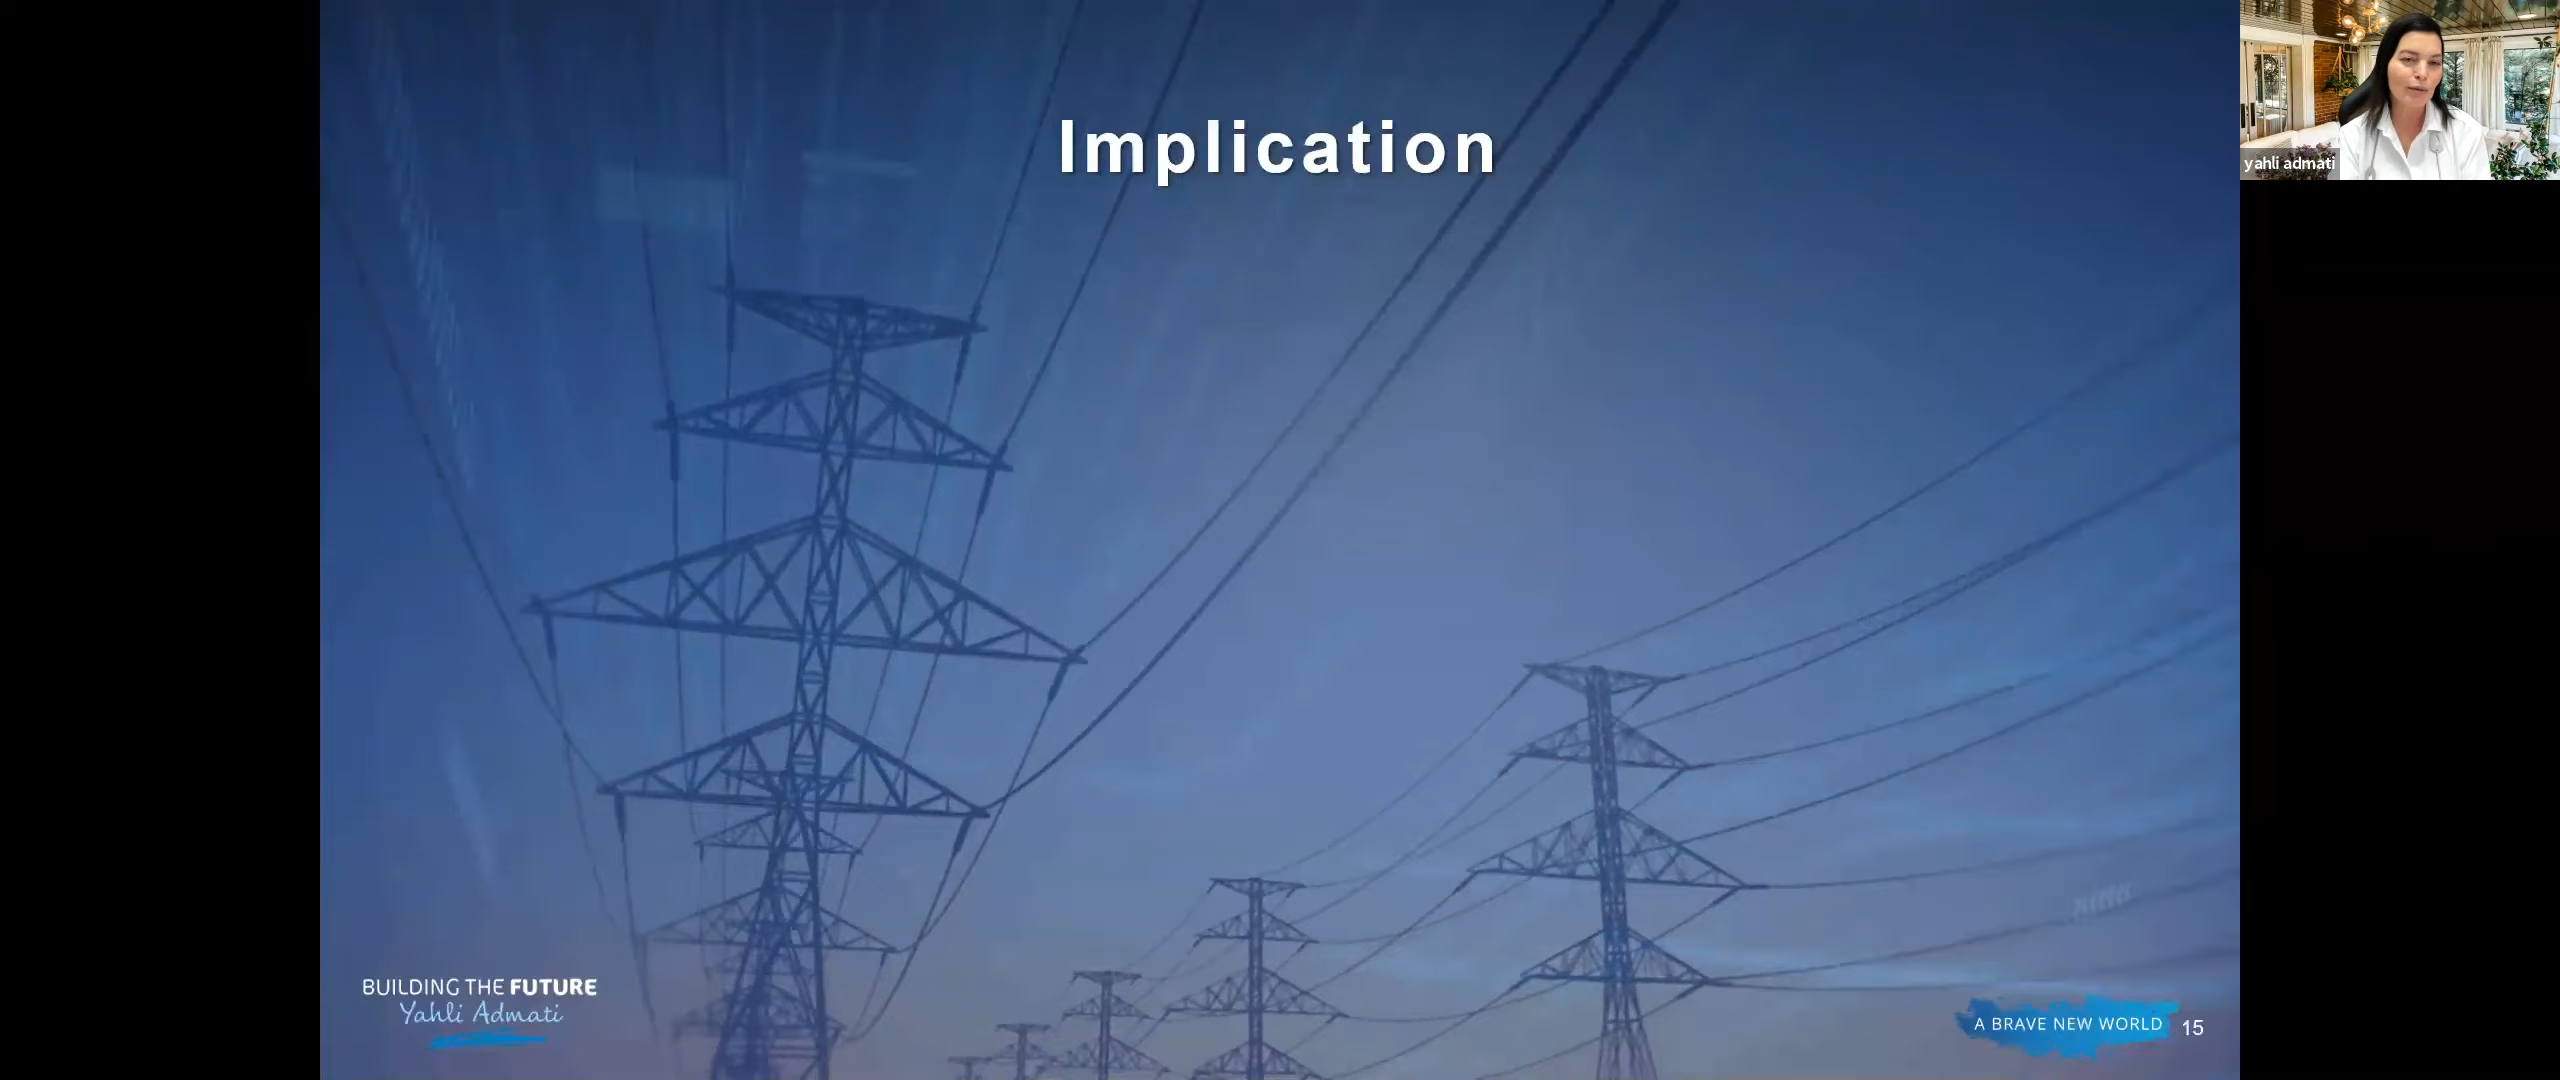 Implication
yahli admati
BUILDING THE FUTURE
Yahli Admati
A BRAVE NEW WORLD
15